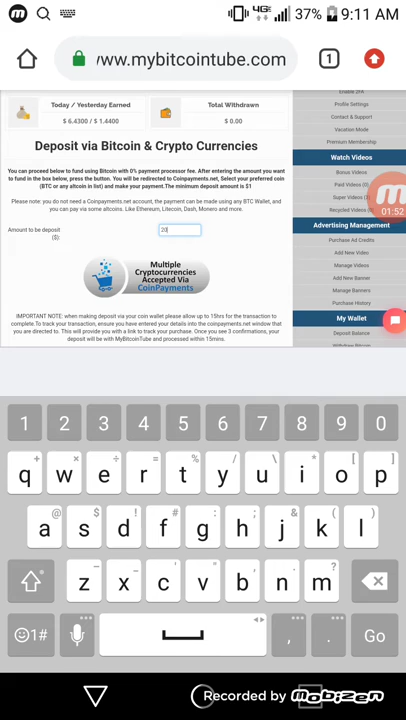 4G 37% 9:11 AM
ww.mybitcointube.com 1
Today / Yesterday Earned
$ 6.4300 / $ 1.4400
Total Withdrawn
$ 0.00
Deposit via Bitcoin & Crypto Currencies
You can proceed below to fund using Bitcoin with 0% payment processor fee. After entering the amount you
want to fund in the box below, press the button. You will be redirected to Coinpayments.net, Select your preferred coin
(BTC or any altcoin in list) and make your payment.The minimum deposit amount is $1
Please note: you do not need a Coinpayments.net account, the payment can be made using any BTC Wallet, and
you can pay via some altcoins. Like Ethereum, Litecoin, Dash, Monero and more.
Amount to be deposit
($):
20
Multiple
Cryptocurrencies
Accepted Via
CoinPayments
IMPORTANT NOTE: when making deposit via your coin wallet please allow up to 15hrs for the transaction to
complete.To track your transaction, ensure you have entered your details into the coinpayments.net window that
you are directed to. This will provide you with a link to track your purchase. Once you see 3 confirmations, your
deposit will be with MyBitcoinTube and processed within 15mins.
Enable 2FA
Profile Settings
Contact & Support
Vacation Mode
Premium Membership
Watch Videos
Bonus Videos
Paid Videos (0)
Super Videos (3)
Recycled Videos (0)
01:52
Advertising Management
Purchase Ad Credits
Add New Video
Manage Videos
Add New Banner
Manage Banners
Purchase History
My Wallet
Deposit Balance
Withdraw Bitcoin
1 2 3 4 5 6 7 8 9 0
+ × ÷ = % / \ | * [ ]
q w e r t y u i o p
@ $ ! # : ; & ( )
a s d f g h j k l
- _ ~ ?
z x c v b n m
☺1# , . Go
Recorded by mobizen